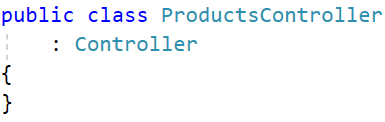 public class ProductsController
    : Controller
{
}